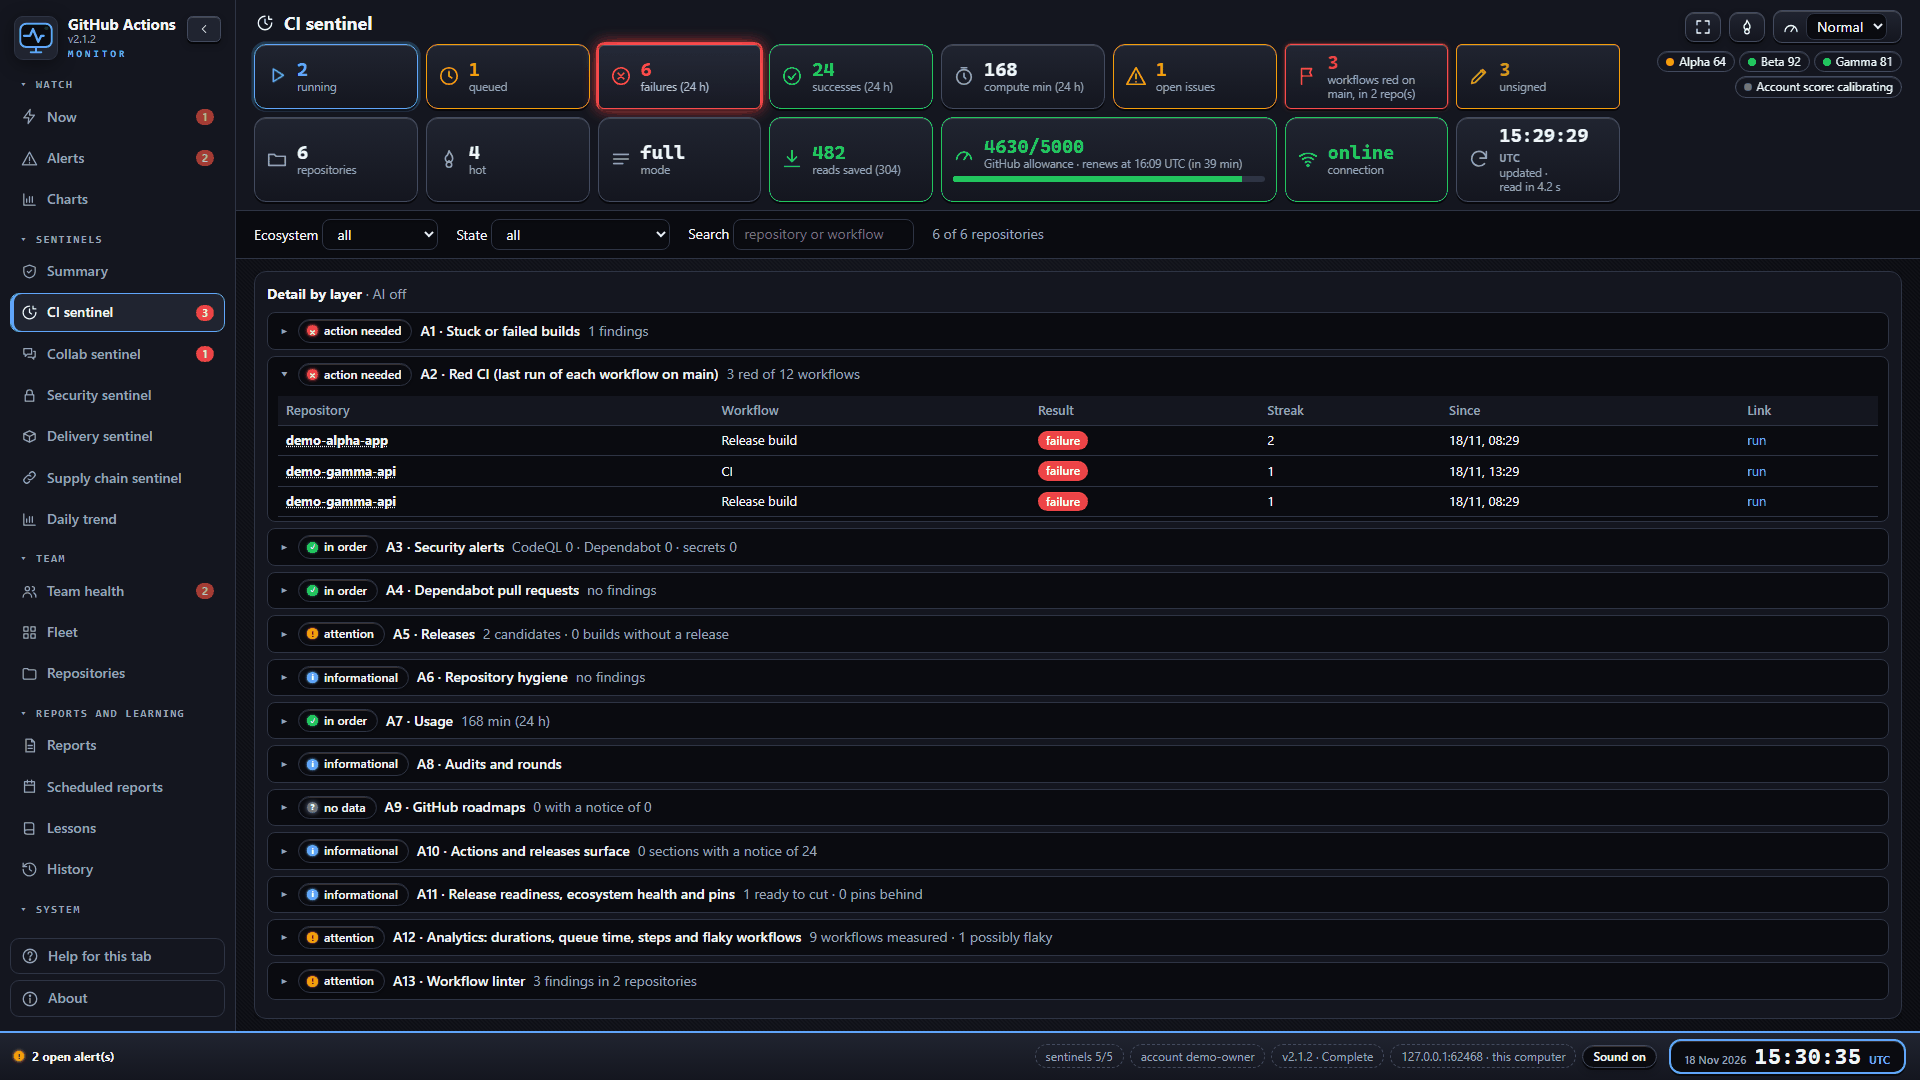 GitHub Actions
v2.1.2
MONITOR
WATCH
Now 1
Alerts 2
Charts
SENTINELS
Summary
CI sentinel 3
Collab sentinel 1
Security sentinel
Delivery sentinel
Supply chain sentinel
Daily trend
TEAM
Team health 2
Fleet
Repositories
REPORTS AND LEARNING
Reports
Scheduled reports
Lessons
History
SYSTEM
Help for this tab
About
CI sentinel
2
running
1
queued
6
failures (24 h)
24
successes (24 h)
168
compute min (24 h)
1
open issues
3
workflows red on
main, in 2 repo(s)
3
unsigned
6
repositories
4
hot
full
mode
482
reads saved (304)
4630/5000
GitHub allowance · renews at 16:09 UTC (in 39 min)
online
connection
15:29:29
UTC
updated ·
read in 4.2 s
Normal
Alpha 64
Beta 92
Gamma 81
Account score: calibrating
Ecosystem all State all Search repository or workflow 6 of 6 repositories
Detail by layer · AI off
action needed A1 · Stuck or failed builds 1 findings
action needed A2 · Red CI (last run of each workflow on main) 3 red of 12 workflows
Repository Workflow Result Streak Since Link
demo-alpha-app Release build failure 2 18/11, 08:29 run
demo-gamma-api CI failure 1 18/11, 13:29 run
demo-gamma-api Release build failure 1 18/11, 08:29 run
in order A3 · Security alerts CodeQL 0 · Dependabot 0 · secrets 0
in order A4 · Dependabot pull requests no findings
attention A5 · Releases 2 candidates · 0 builds without a release
informational A6 · Repository hygiene no findings
in order A7 · Usage 168 min (24 h)
informational A8 · Audits and rounds
no data A9 · GitHub roadmaps 0 with a notice of 0
informational A10 · Actions and releases surface 0 sections with a notice of 24
informational A11 · Release readiness, ecosystem health and pins 1 ready to cut · 0 pins behind
attention A12 · Analytics: durations, queue time, steps and flaky workflows 9 workflows measured · 1 possibly flaky
attention A13 · Workflow linter 3 findings in 2 repositories
2 open alert(s)
sentinels 5/5
account demo-owner
v2.1.2 · Complete
127.0.0.1:62468 · this computer
Sound on
18 Nov 2026 15:30:35 UTC